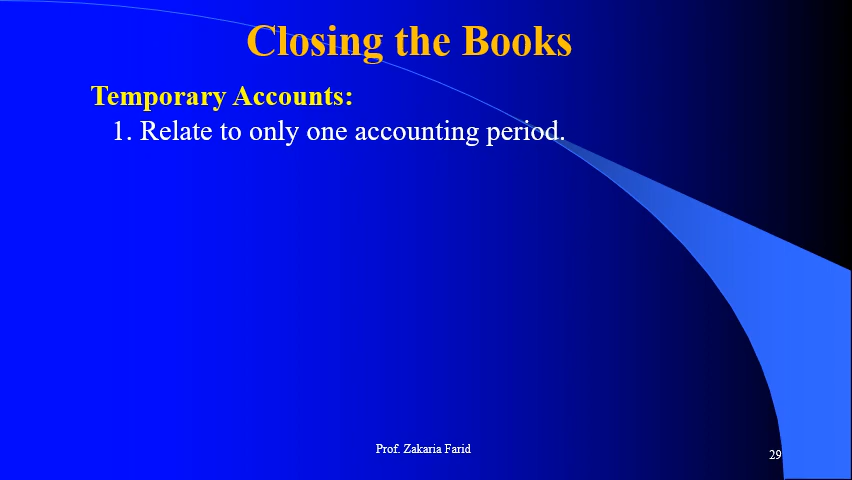 Closing the Books
Temporary Accounts:
1. Relate to only one accounting period.
Prof. Zakaria Farid
29